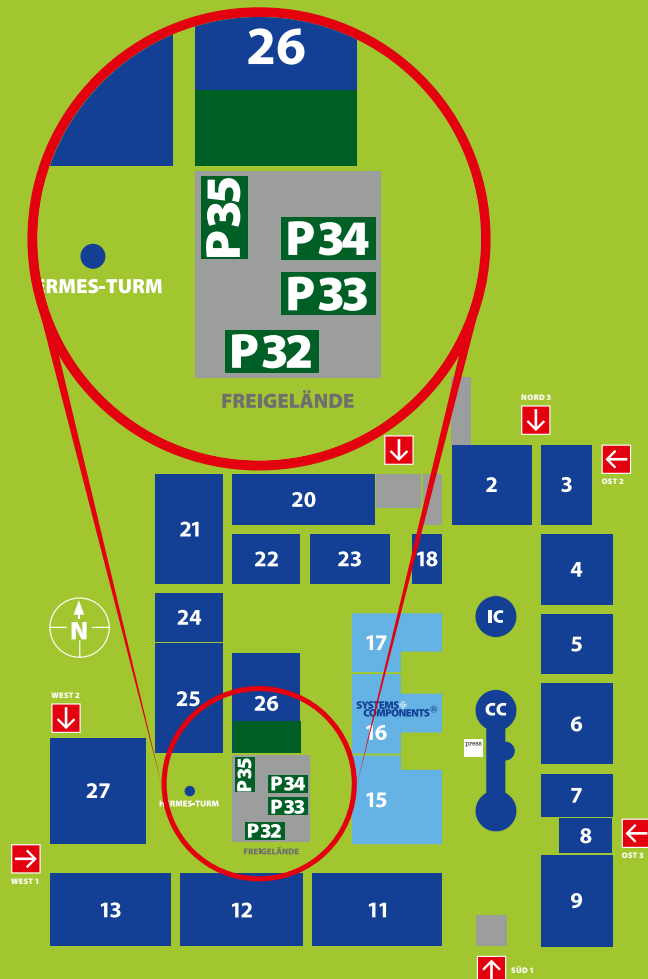 26
P35
P34
P33
P32
ERMES-TURM
FREIGELÄNDE
NORD 3
OST 2
2
3
20
21
22
23
18
4
24
N
IC
17
5
25
26
WEST 2
SYSTEMS&
COMPONENTS®
CC
16
6
press
27
P35
P34
P33
P32
HERMES-TURM
FREIGELÄNDE
15
7
8
OST 3
WEST 1
13
12
11
9
SÜD 1